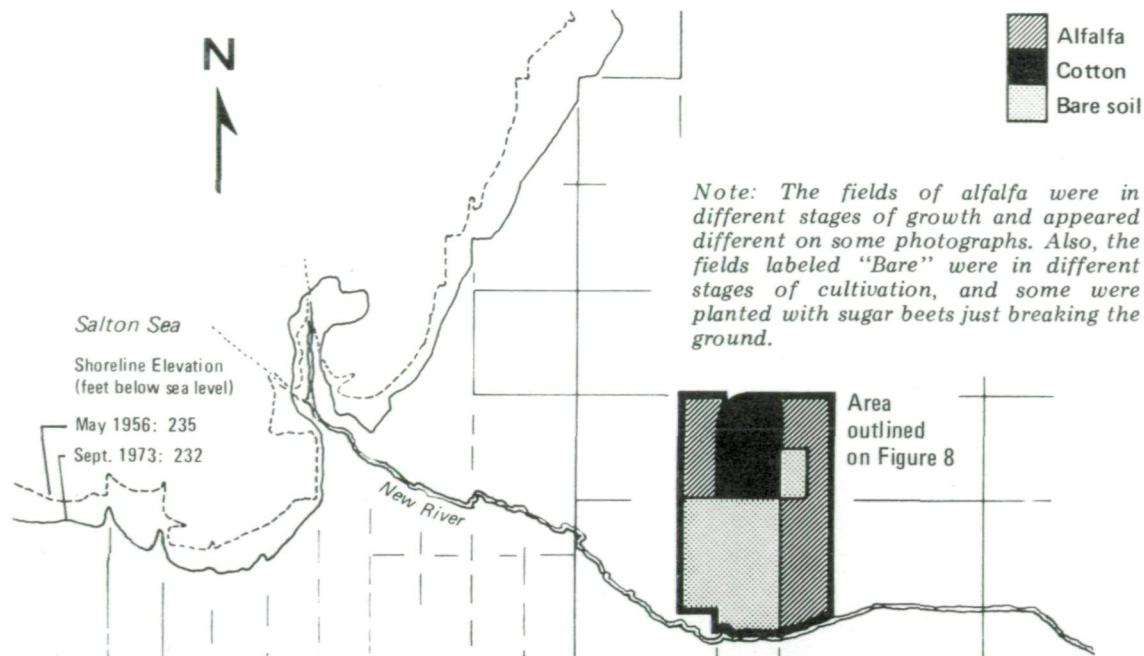 N
Alfalfa
Cotton
Bare soil
Note: The fields of alfalfa were in
different stages of growth and appeared
different on some photographs. Also, the
fields labeled “Bare” were in different
stages of cultivation, and some were
planted with sugar beets just breaking the
ground.
Salton Sea
Shoreline Elevation
(feet below sea level)
May 1956: 235
Sept. 1973: 232
New River
Area
outlined
on Figure 8